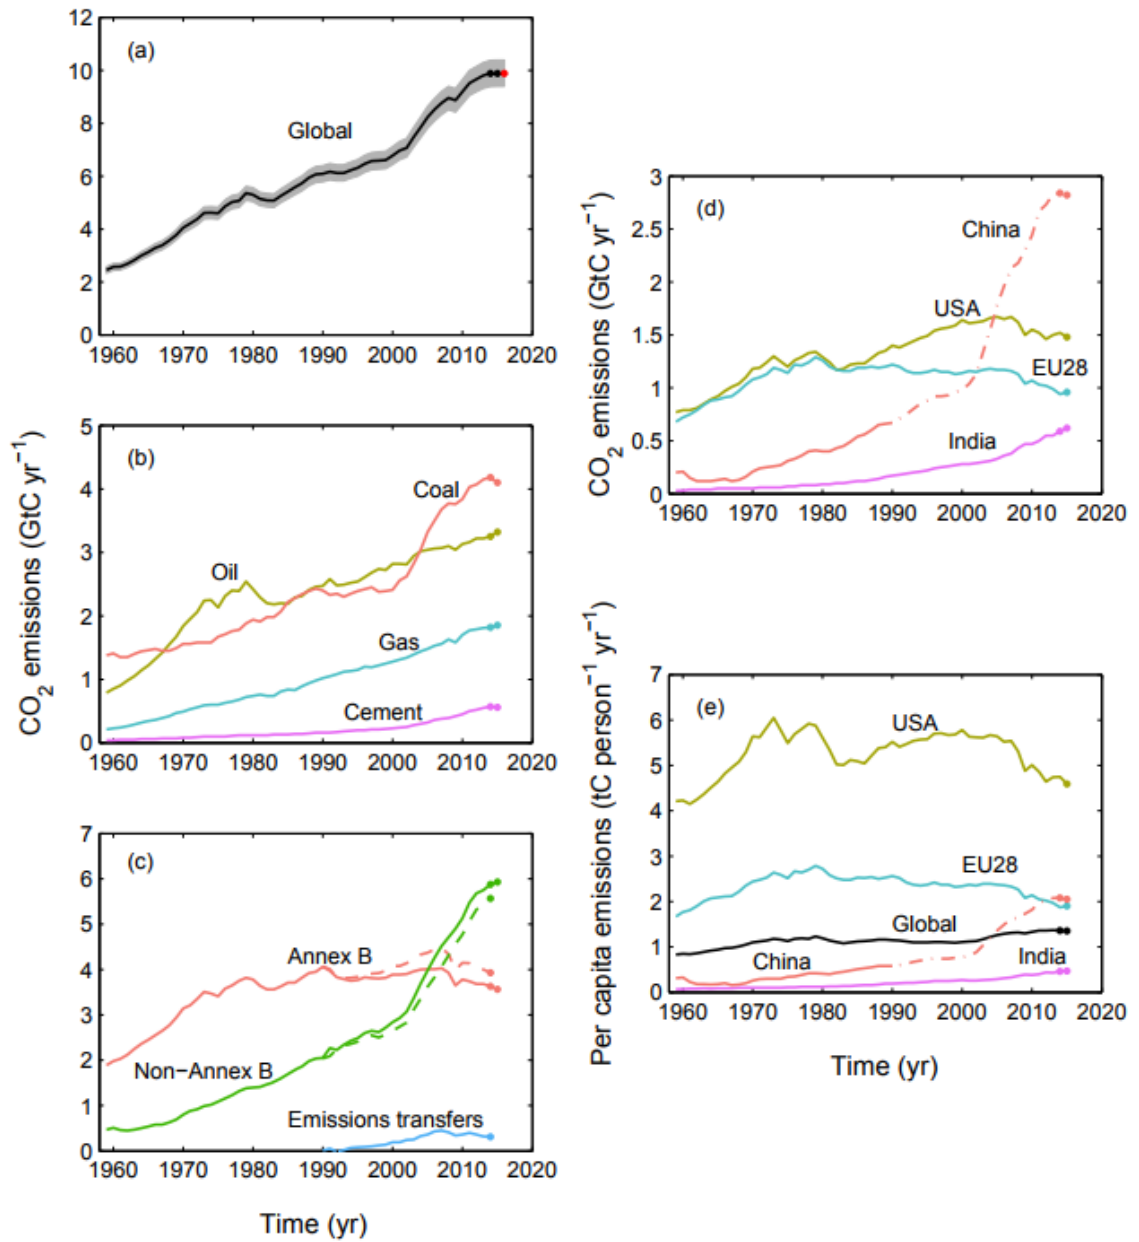 12
(a)
10
Global
8
6
4
2
0
1960 1970 1980 1990 2000 2010 2020
CO2 emissions (GtC yr−1)
5
(b)
Coal
4
3
Oil
2
Gas
1
Cement
0
1960 1970 1980 1990 2000 2010 2020
7
(c)
6
5
Annex B
4
3
2
Non−Annex B
1
Emissions transfers
0
1960 1970 1980 1990 2000 2010 2020
Time (yr)
CO2 emissions (GtC yr−1)
3
(d)
China
2.5
2
USA
1.5
EU28
1
India
0.5
0
1960 1970 1980 1990 2000 2010 2020
Per capita emissions (tC person−1 yr−1)
7
(e)
USA
6
5
4
3
EU28
2
Global
1
China
India
0
1960 1970 1980 1990 2000 2010 2020
Time (yr)